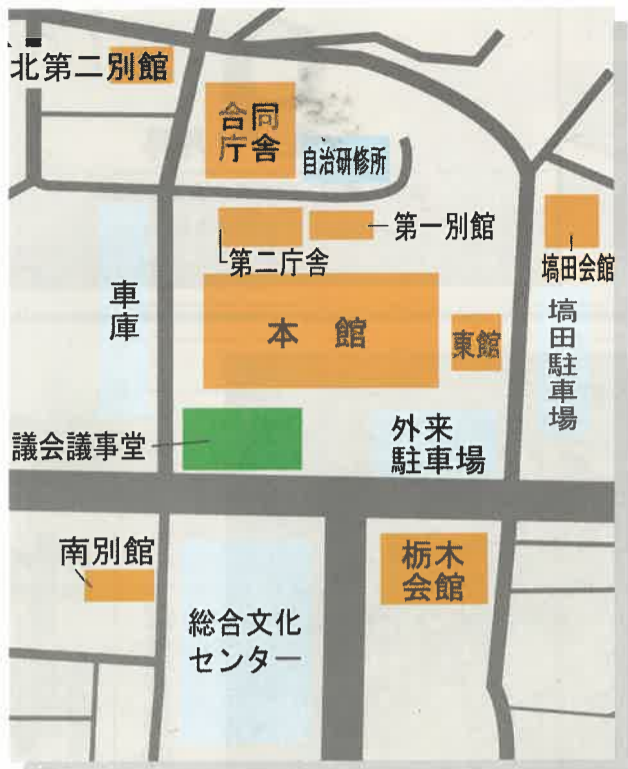 北第二別館
合同
庁舎
自治研修所
第一別館
第二庁舎
塙田会館
車
庫
本館
東館
塙
田
駐
車
場
議会議事堂
外来
駐車場
南別館
栃木
会館
総合文化
センター